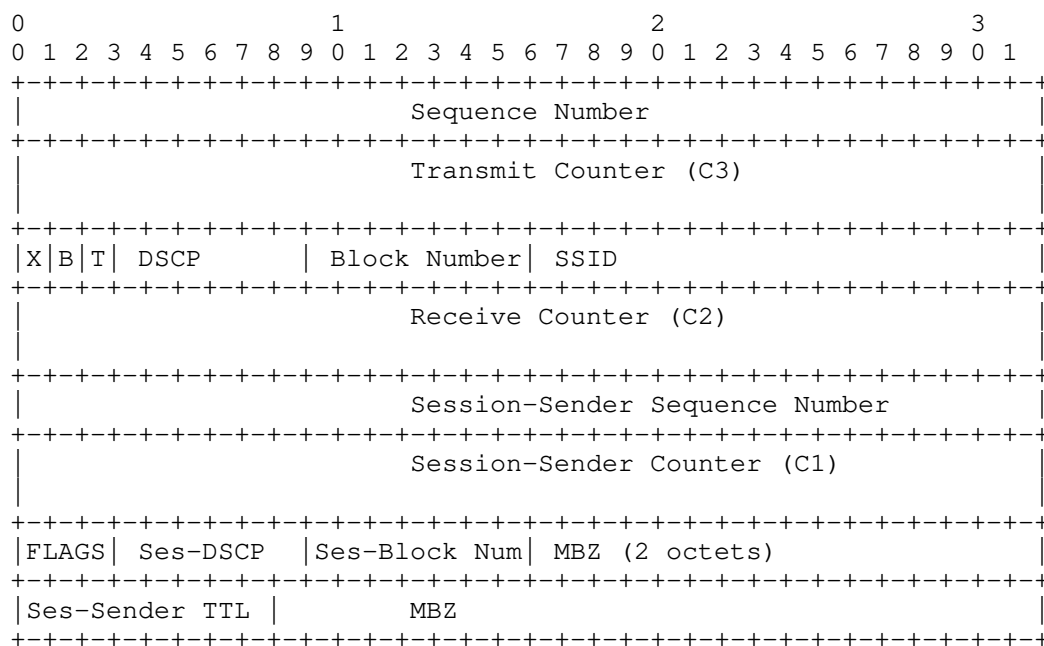 0                   1                   2                   3
0 1 2 3 4 5 6 7 8 9 0 1 2 3 4 5 6 7 8 9 0 1 2 3 4 5 6 7 8 9 0 1
+-+-+-+-+-+-+-+-+-+-+-+-+-+-+-+-+-+-+-+-+-+-+-+-+-+-+-+-+-+-+-+-+
|                        Sequence Number                        |
+-+-+-+-+-+-+-+-+-+-+-+-+-+-+-+-+-+-+-+-+-+-+-+-+-+-+-+-+-+-+-+-+
|                        Transmit Counter (C3)                  |
|                                                               |
+-+-+-+-+-+-+-+-+-+-+-+-+-+-+-+-+-+-+-+-+-+-+-+-+-+-+-+-+-+-+-+-+
|X|B|T| DSCP      | Block Number| SSID                          |
+-+-+-+-+-+-+-+-+-+-+-+-+-+-+-+-+-+-+-+-+-+-+-+-+-+-+-+-+-+-+-+-+
|                        Receive Counter (C2)                   |
|                                                               |
+-+-+-+-+-+-+-+-+-+-+-+-+-+-+-+-+-+-+-+-+-+-+-+-+-+-+-+-+-+-+-+-+
|                        Session-Sender Sequence Number         |
+-+-+-+-+-+-+-+-+-+-+-+-+-+-+-+-+-+-+-+-+-+-+-+-+-+-+-+-+-+-+-+-+
|                        Session-Sender Counter (C1)            |
|                                                               |
+-+-+-+-+-+-+-+-+-+-+-+-+-+-+-+-+-+-+-+-+-+-+-+-+-+-+-+-+-+-+-+-+
|FLAGS| Ses-DSCP  |Ses-Block Num| MBZ (2 octets)                |
+-+-+-+-+-+-+-+-+-+-+-+-+-+-+-+-+-+-+-+-+-+-+-+-+-+-+-+-+-+-+-+-+
|Ses-Sender TTL |        MBZ                                    |
+-+-+-+-+-+-+-+-+-+-+-+-+-+-+-+-+-+-+-+-+-+-+-+-+-+-+-+-+-+-+-+-+